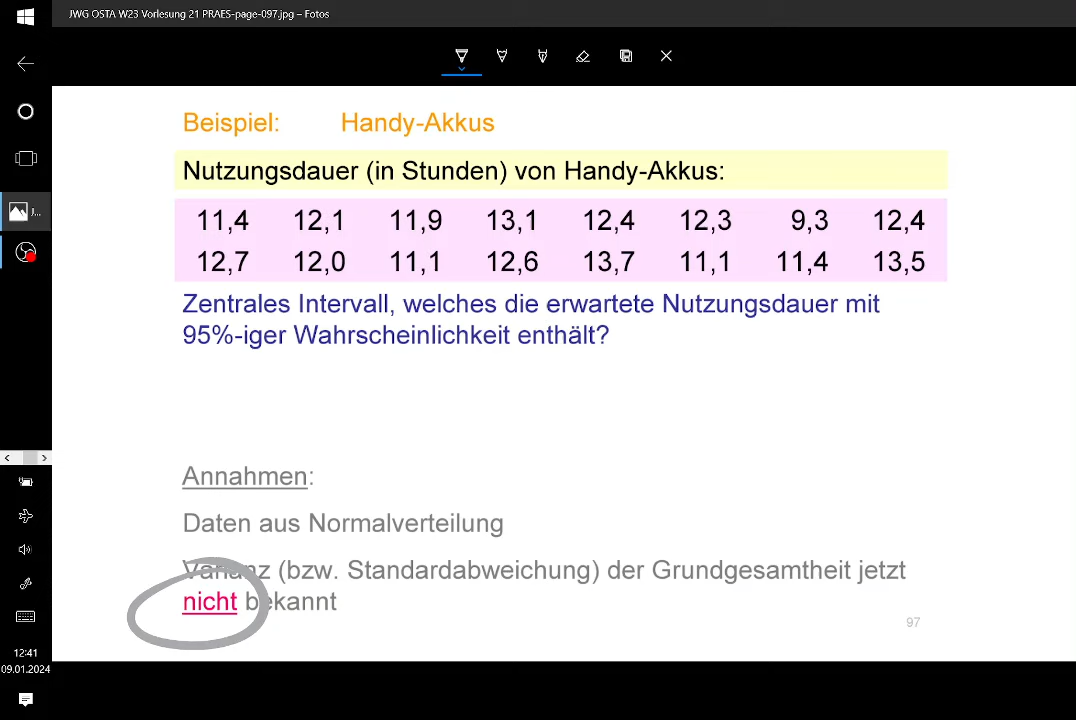 JWG OSTA W23 Vorlesung 21 PRAES-page-097.jpg – Fotos
J...
Beispiel: Handy-Akkus
Nutzungsdauer (in Stunden) von Handy-Akkus:
11,4 12,1 11,9 13,1 12,4 12,3 9,3 12,4
12,7 12,0 11,1 12,6 13,7 11,1 11,4 13,5
Zentrales Intervall, welches die erwartete Nutzungsdauer mit
95%-iger Wahrscheinlichkeit enthält?
Annahmen:
Daten aus Normalverteilung
Varianz (bzw. Standardabweichung) der Grundgesamtheit jetzt
nicht bekannt
97
12:41
09.01.2024